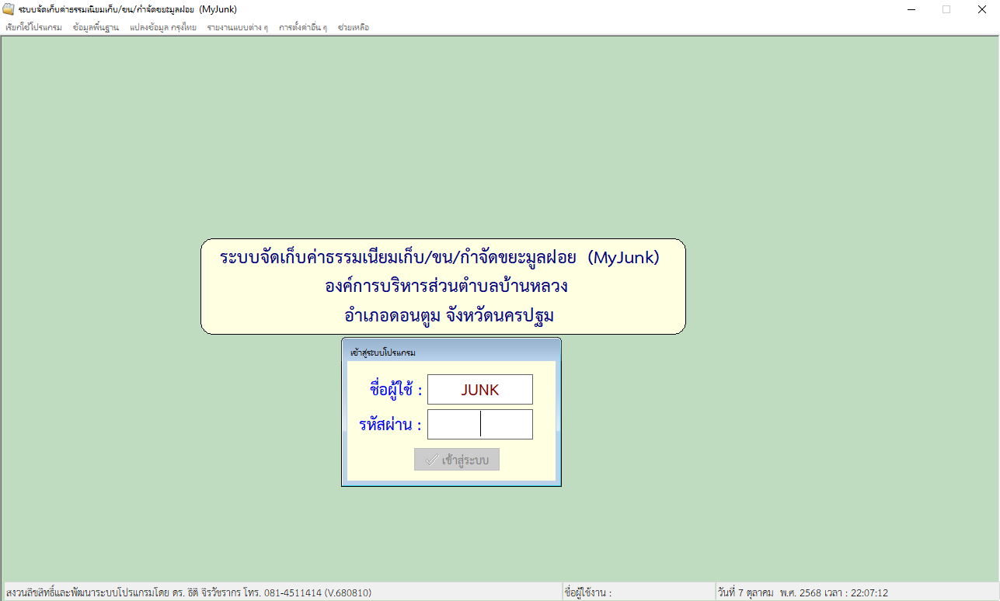 ระบบจัดเก็บค่าธรรมเนียมเก็บ/ขน/กำจัดขยะมูลฝอย (MyJunk)
เรียกใช้โปรแกรม ข้อมูลพื้นฐาน แปลงข้อมูล กรุงไทย รายงานแบบต่าง ๆ การตั้งค่าอื่น ๆ ช่วยเหลือ
ระบบจัดเก็บค่าธรรมเนียมเก็บ/ขน/กำจัดขยะมูลฝอย (MyJunk)
องค์การบริหารส่วนตำบลบ้านหลวง
อำเภอดอนตูม จังหวัดนครปฐม
เข้าสู่ระบบโปรแกรม
ชื่อผู้ใช้ : JUNK
รหัสผ่าน :
เข้าสู่ระบบ
สงวนลิขสิทธิ์และพัฒนาระบบโปรแกรมโดย ดร. ธิติ จิรวัชรากร โทร. 081-4511414 (V.680810) ชื่อผู้ใช้งาน : วันที่ 7 ตุลาคม พ.ศ. 2568 เวลา : 22:07:12